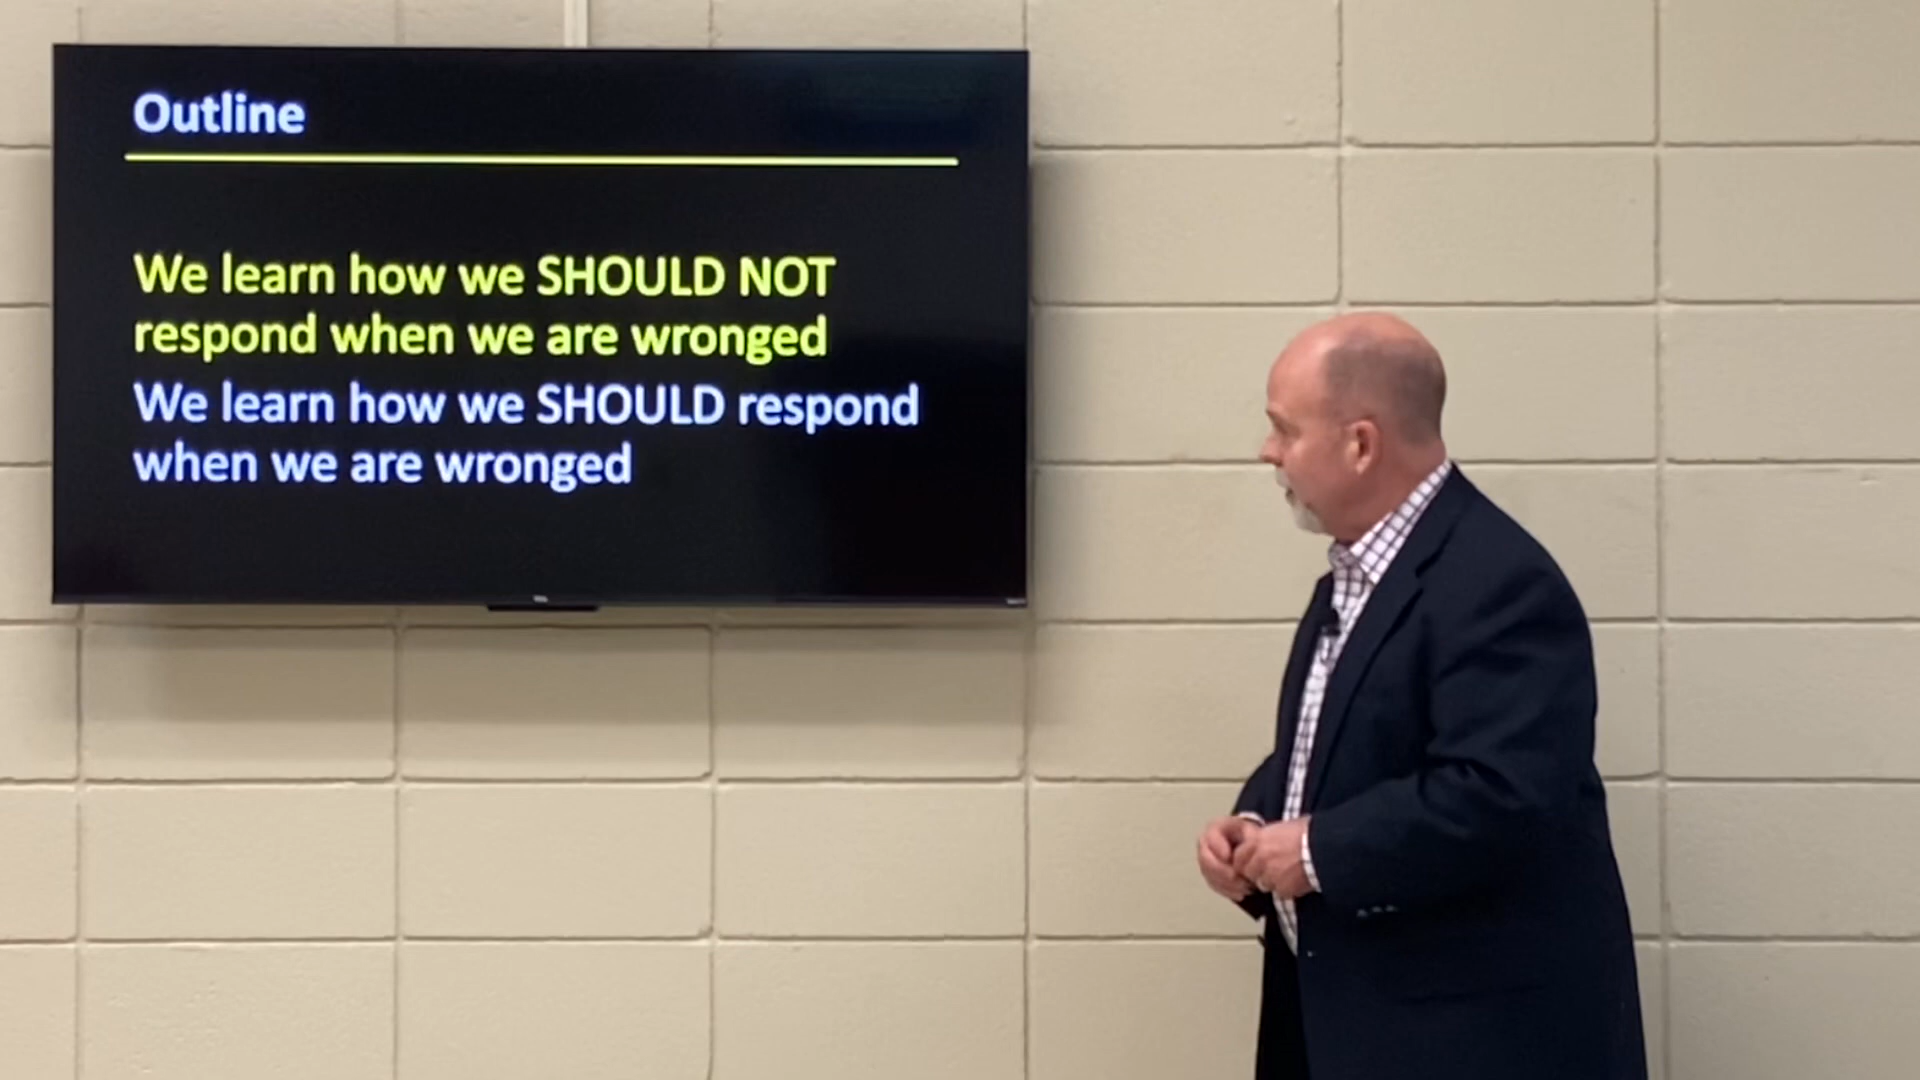 Outline
We learn how we SHOULD NOT
respond when we are wronged
We learn how we SHOULD respond
when we are wronged